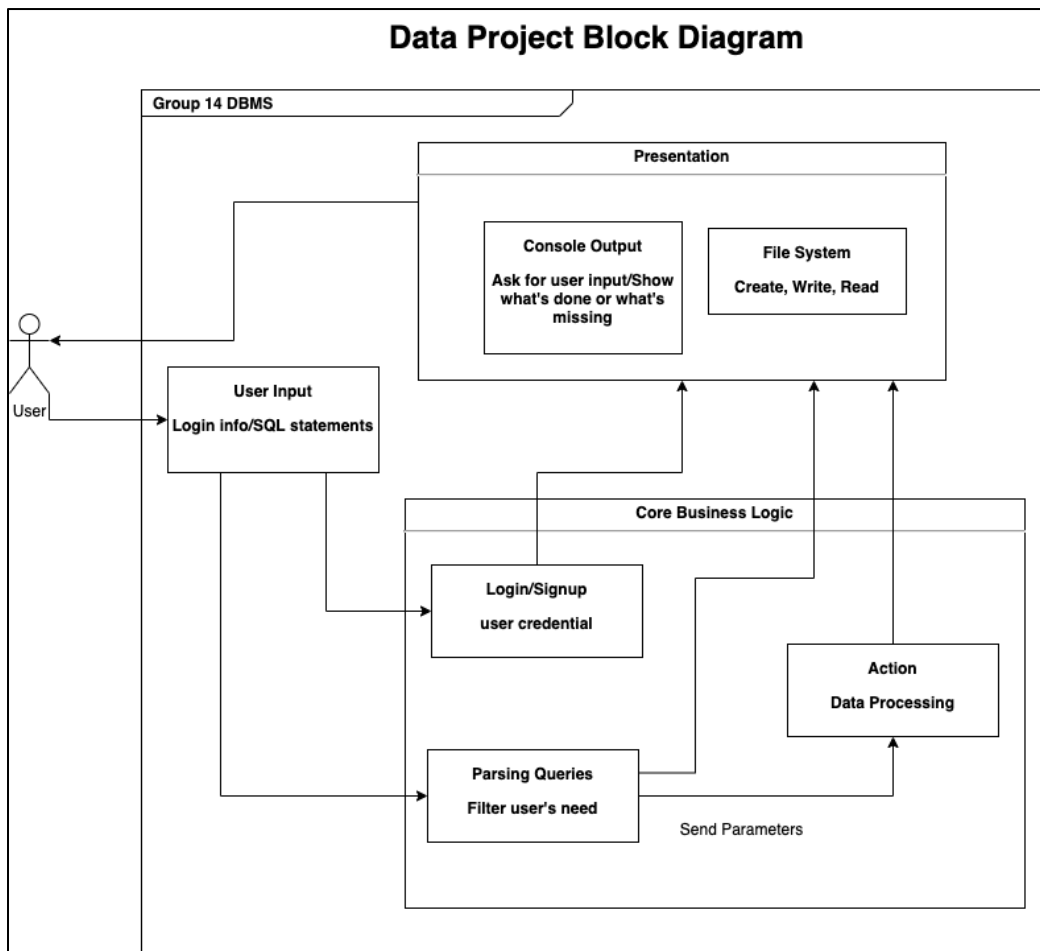 Data Project Block Diagram
Group 14 DBMS
Presentation
Console Output
Ask for user input/Show
what's done or what's
missing
File System
Create, Write, Read
User
User Input
Login info/SQL statements
Core Business Logic
Login/Signup
user credential
Action
Data Processing
Parsing Queries
Filter user's need
Send Parameters